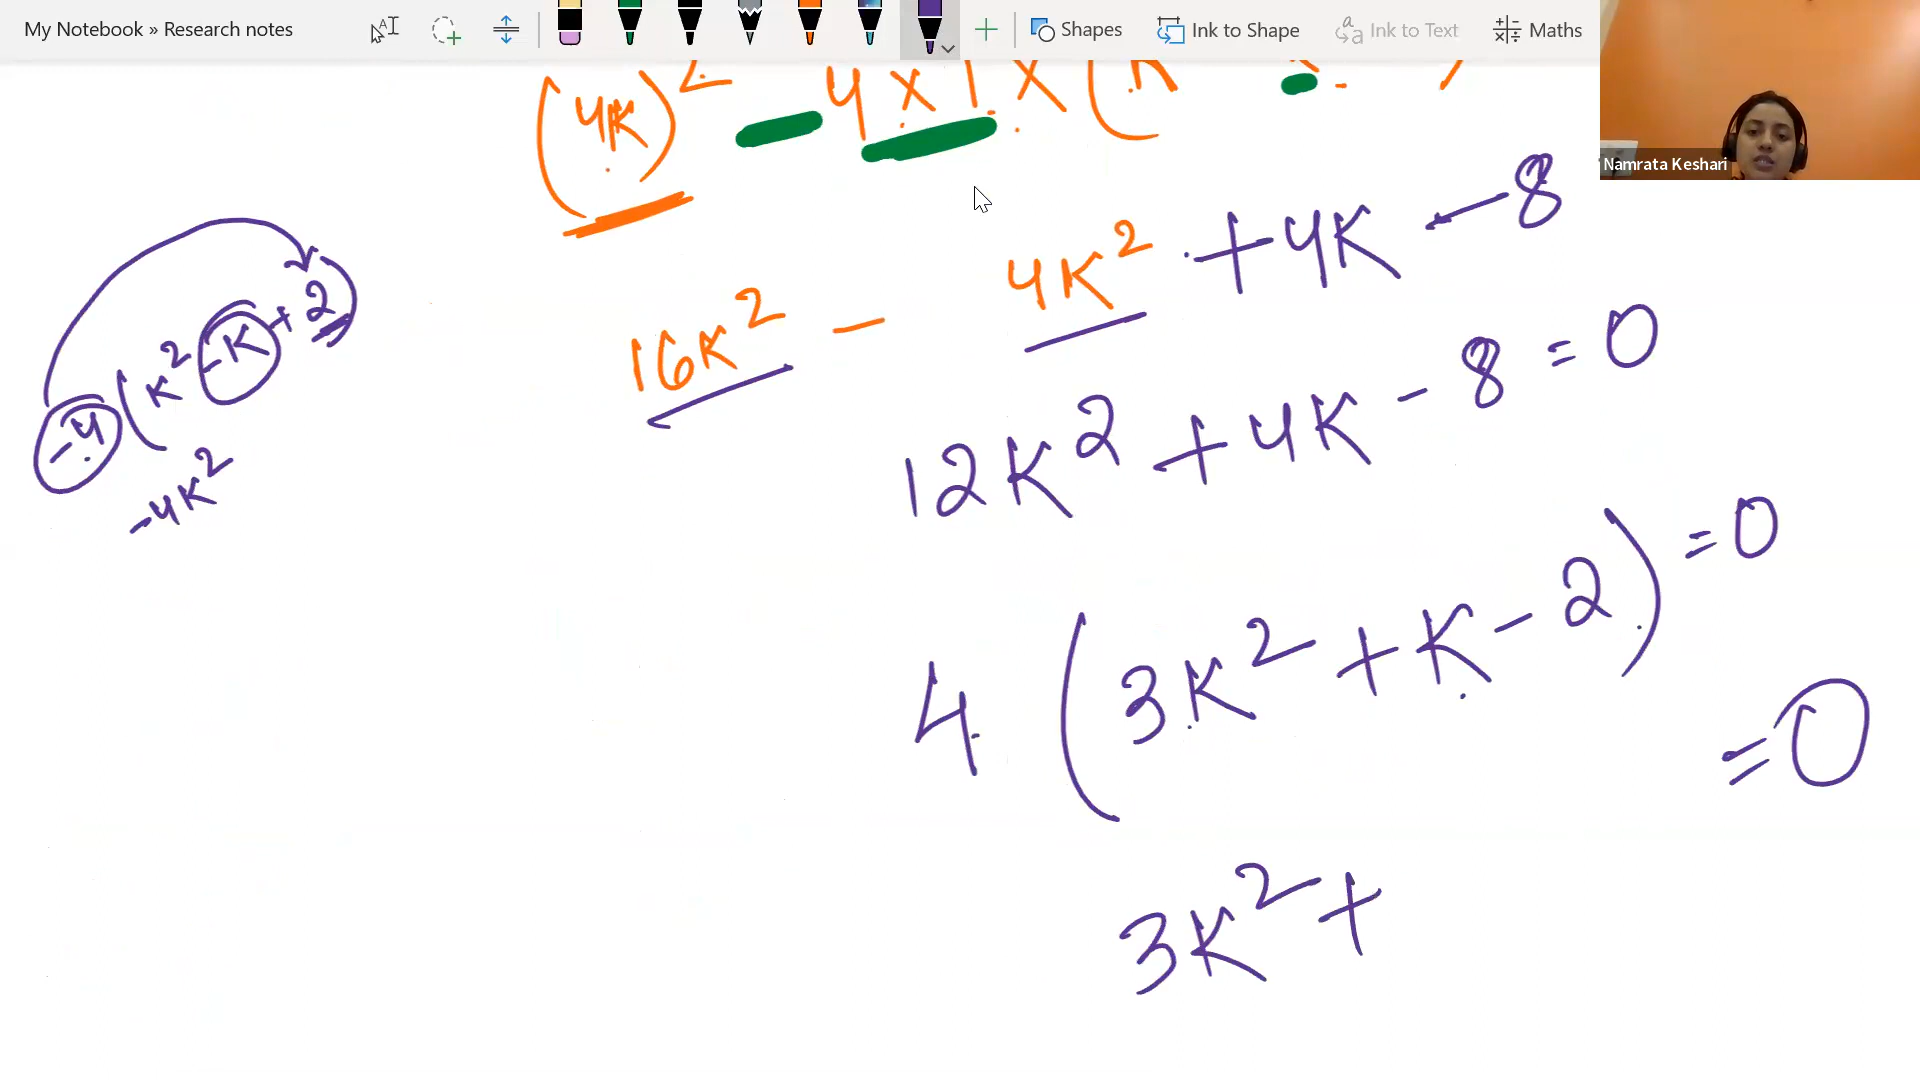 My Notebook » Research notes
Shapes
Ink to Shape
Ink to Text
Maths
Namrata Keshari
(4K)² - 4 x 1 x (K
16K² - 4K² + 4K - 8
-4 (K² - K + 2)
-4K²
12K² + 4K - 8 = 0
4 (3K² + K - 2) = 0
= 0
3K² +